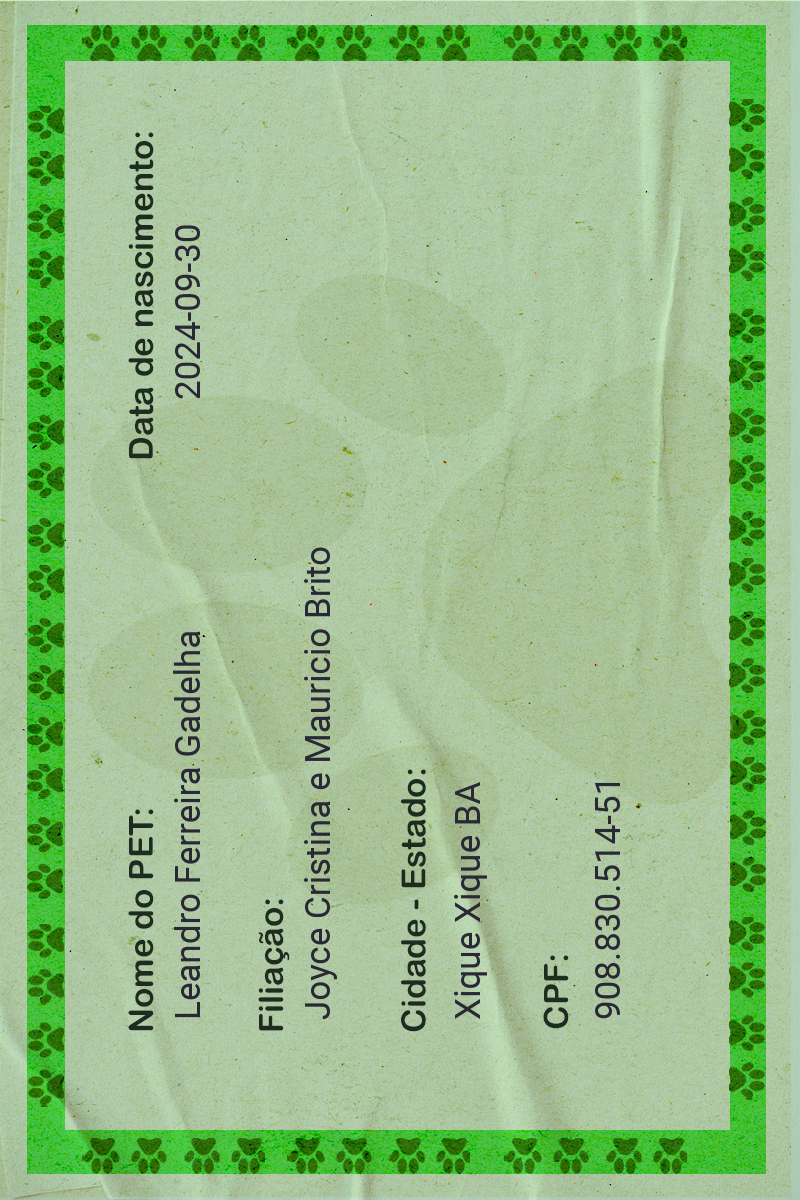 Nome do PET:
Leandro Ferreira Gadelha
Data de nascimento:
2024-09-30
Filiação:
Joyce Cristina e Mauricio Brito
Cidade - Estado:
Xique Xique BA
CPF:
908.830.514-51